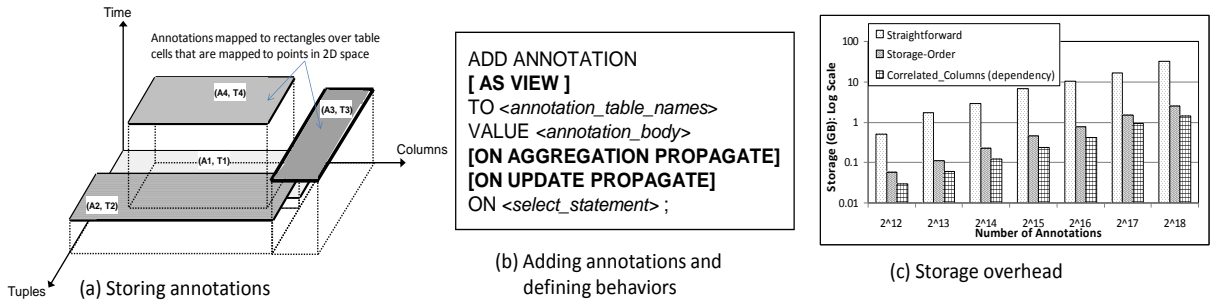 Time
Annotations mapped to rectangles over table
cells that are mapped to points in 2D space
(A4, T4)
(A3, T3)
(A1, T1)
Columns
(A2, T2)
Tuples
(a) Storing annotations
ADD ANNOTATION
[ AS VIEW ]
TO <annotation_table_names>
VALUE <annotation_body>
[ON AGGREGATION PROPAGATE]
[ON UPDATE PROPAGATE]
ON <select_statement> ;
(b) Adding annotations and
defining behaviors
Straightforward
Storage-Order
Correlated_Columns (dependency)
Storage (GB): Log Scale
100
10
1
0.1
0.01
2^12
2^13
2^14
2^15
2^16
2^17
2^18
Number of Annotations
(c) Storage overhead